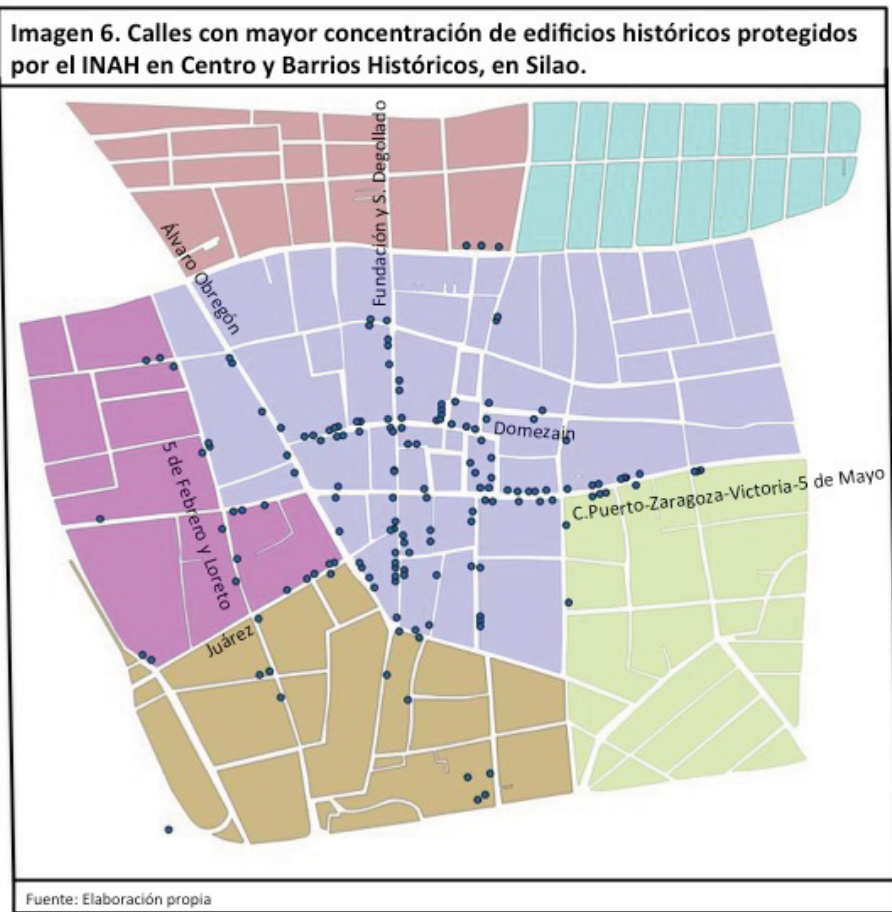 Imagen 6. Calles con mayor concentración de edificios históricos protegidos
por el INAH en Centro y Barrios Históricos, en Silao.
Fundación y S. Degollado
Álvaro Obregón
Domezain
C.Puerto-Zaragoza-Victoria-5 de Mayo
5 de Febrero y Loreto
Juárez
Fuente: Elaboración propia